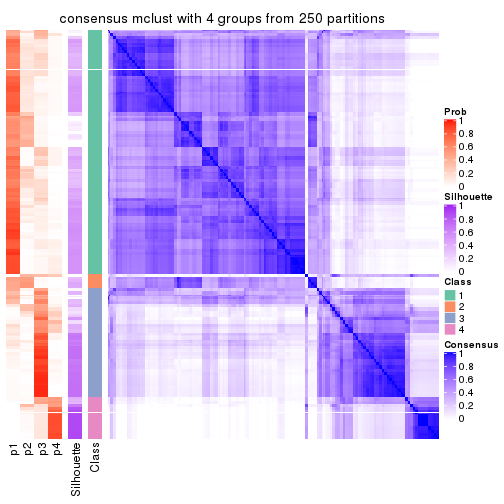 consensus mclust with 4 groups from 250 partitions
Prob
1
0.8
0.6
0.4
0.2
0
Silhouette
1
0.8
0.6
0.4
0.2
0
Class
1
2
3
4
Consensus
1
0.8
0.6
0.4
0.2
0
p1
p2
p3
p4
Silhouette
Class